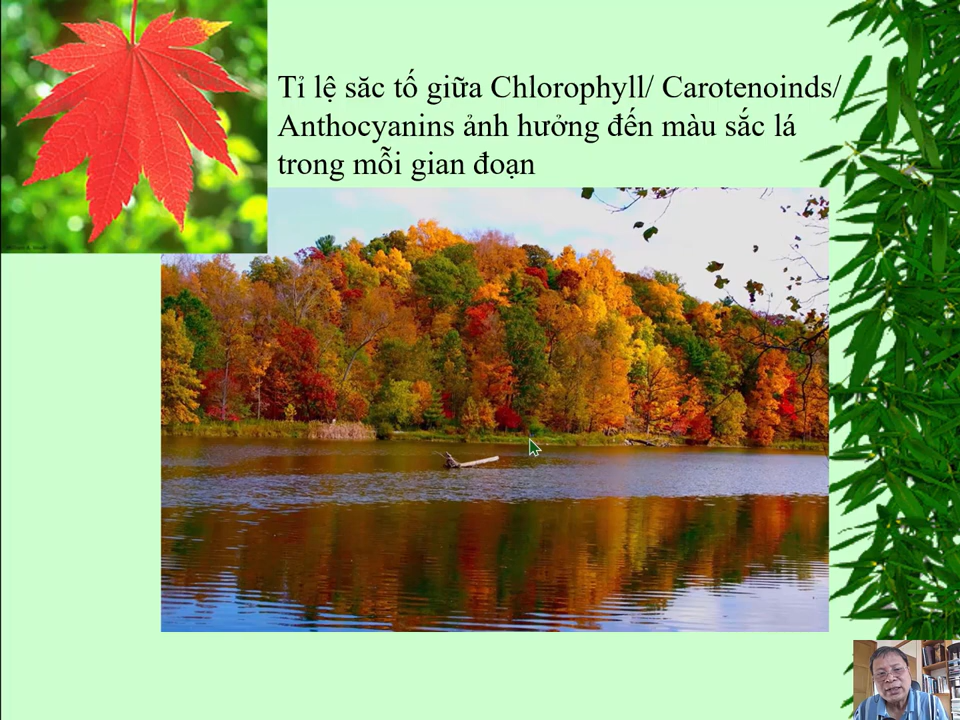 Tỉ lệ săc tố giữa Chlorophyll/ Carotenoinds/
Anthocyanins ảnh hưởng đến màu sắc lá
trong mỗi gian đoạn